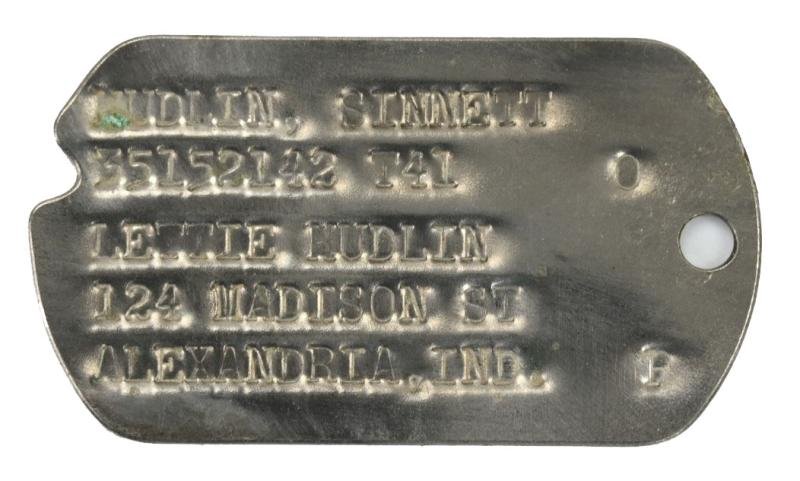 HUDLIN, SINNETT
35152142 T41 O
LETTIE HUDLIN
124 MADISON ST
ALEXANDRIA,IND. P